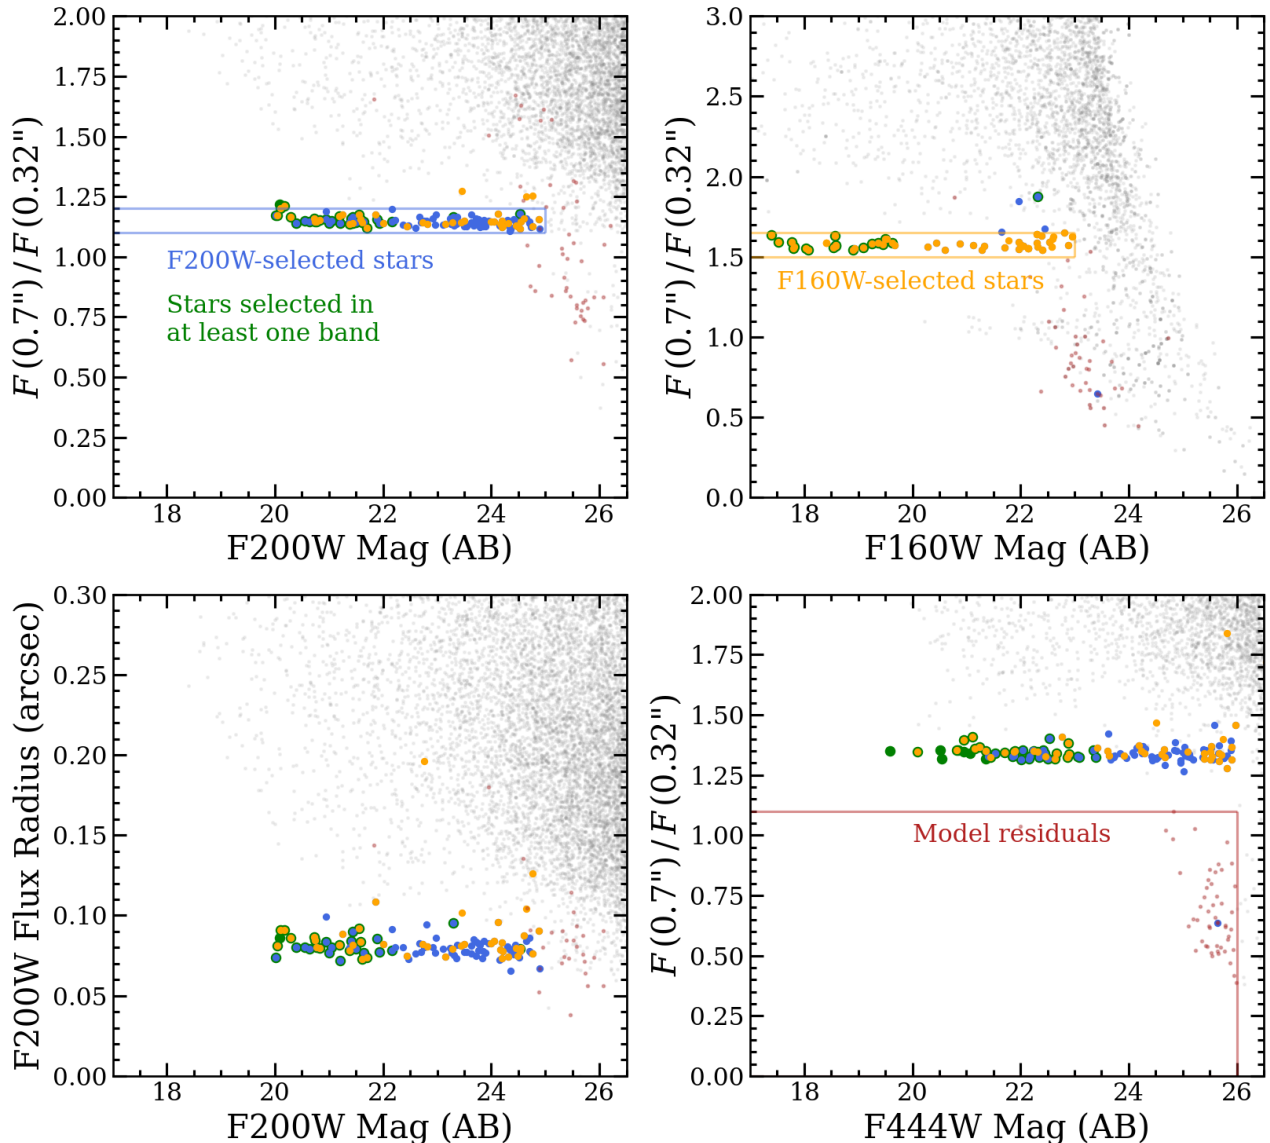 2.00
1.75
1.50
1.25
1.00
0.75
0.50
0.25
0.00
F(0.7")/F(0.32")
F200W-selected stars
Stars selected in
at least one band
18 20 22 24 26
F200W Mag (AB)
3.0
2.5
2.0
1.5
1.0
0.5
0.0
F(0.7")/F(0.32")
F160W-selected stars
18 20 22 24 26
F160W Mag (AB)
0.30
0.25
0.20
0.15
0.10
0.05
0.00
F200W Flux Radius (arcsec)
18 20 22 24 26
F200W Mag (AB)
2.00
1.75
1.50
1.25
1.00
0.75
0.50
0.25
0.00
F(0.7")/F(0.32")
Model residuals
18 20 22 24 26
F444W Mag (AB)